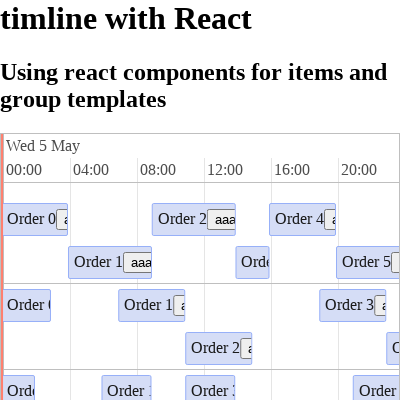 timline with React
Using react components for items and
group templates
Wed 5 May
00:00 04:00 08:00 12:00 16:00 20:00
Order 0 Order 2 aaa Order 4
Order 1 aaa Order 5
Order 1 Order 3
Order 2
Order